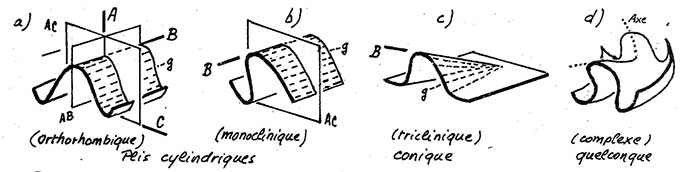 a) Ac A B g AB C
(Orthorhombique)
b) B Ac
(monoclinique)
Plis cylindriques
c) B g
(triclinique)
conique
d) Axe
(complexe)
quelconque